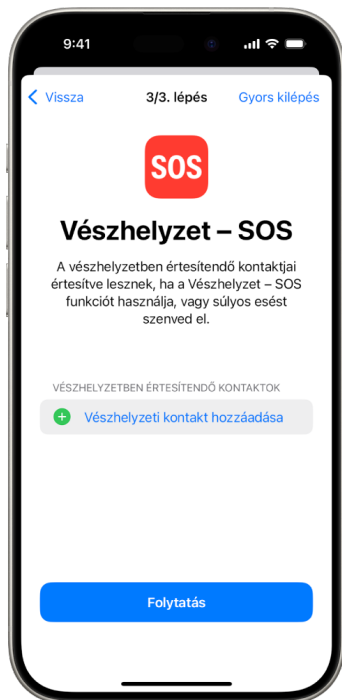 9:41
Vissza
3/3. lépés
Gyors kilépés
SOS
Vészhelyzet – SOS
A vészhelyzetben értesítendő kontaktjai
értesítve lesznek, ha a Vészhelyzet – SOS
funkciót használja, vagy súlyos esést
szenved el.
VÉSZHELYZETBEN ÉRTESÍTENDŐ KONTAKTOK
Vészhelyzeti kontakt hozzáadása
Folytatás